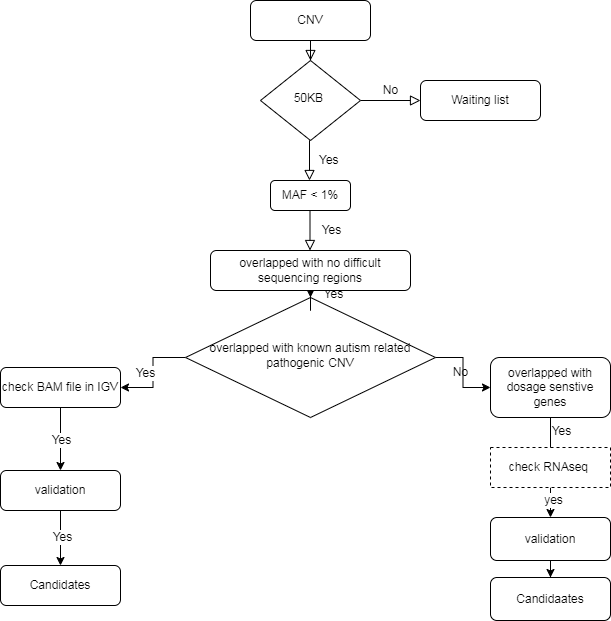 CNV
50KB
No
Waiting list
Yes
MAF < 1%
Yes
overlapped with no difficult
sequencing regions
Yes
overlapped with known autism related
pathogenic CNV
Yes
No
check BAM file in IGV
overlapped with
dosage senstive
genes
Yes
Yes
check RNAseq
validation
yes
Yes
validation
Candidates
Candidaates